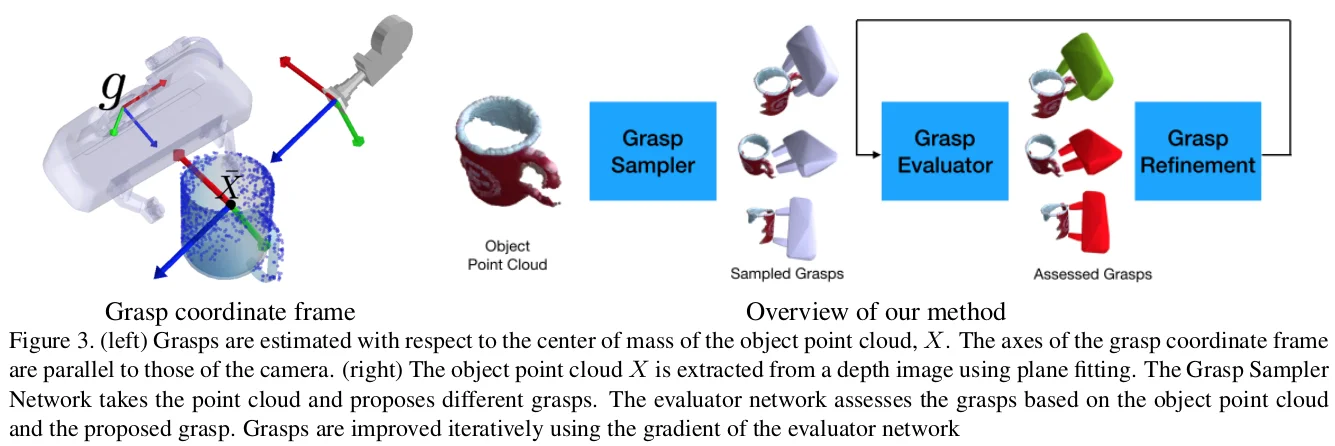 g
X̄
Object
Point Cloud
Grasp
Sampler
Sampled Grasps
Grasp
Evaluator
Assessed Grasps
Grasp
Refinement
Grasp coordinate frame
Overview of our method
Figure 3. (left) Grasps are estimated with respect to the center of mass of the object point cloud, X. The axes of the grasp coordinate frame
are parallel to those of the camera. (right) The object point cloud X is extracted from a depth image using plane fitting. The Grasp Sampler
Network takes the point cloud and proposes different grasps. The evaluator network assesses the grasps based on the object point cloud
and the proposed grasp. Grasps are improved iteratively using the gradient of the evaluator network